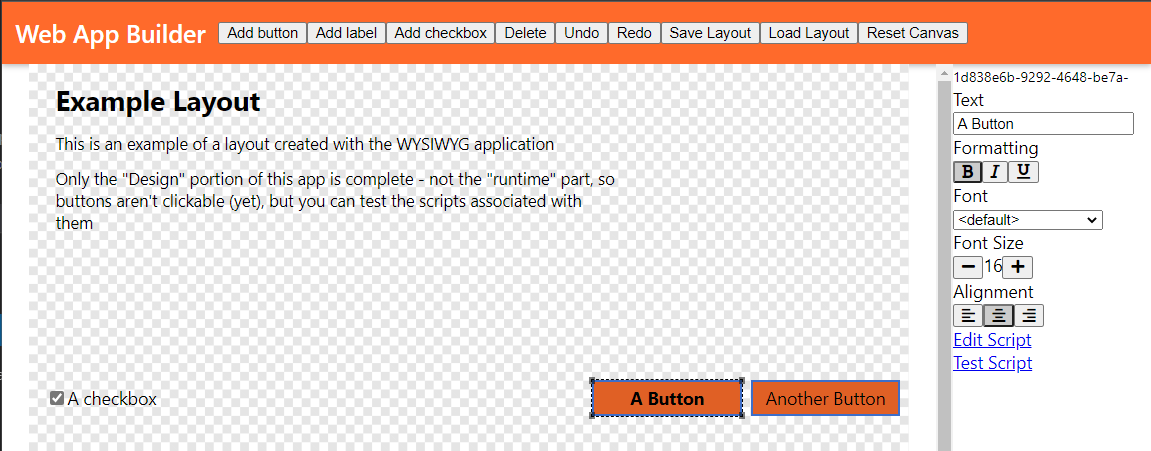 Web App Builder
Add button Add label Add checkbox Delete Undo Redo Save Layout Load Layout Reset Canvas
1d838e6b-9292-4648-be7a-
Example Layout
This is an example of a layout created with the WYSIWYG application
Only the "Design" portion of this app is complete - not the "runtime" part, so
buttons aren't clickable (yet), but you can test the scripts associated with
them
A checkbox
A Button
Another Button
Text
A Button
Formatting
B I U
Font
<default>
Font Size
16
Alignment
Edit Script
Test Script